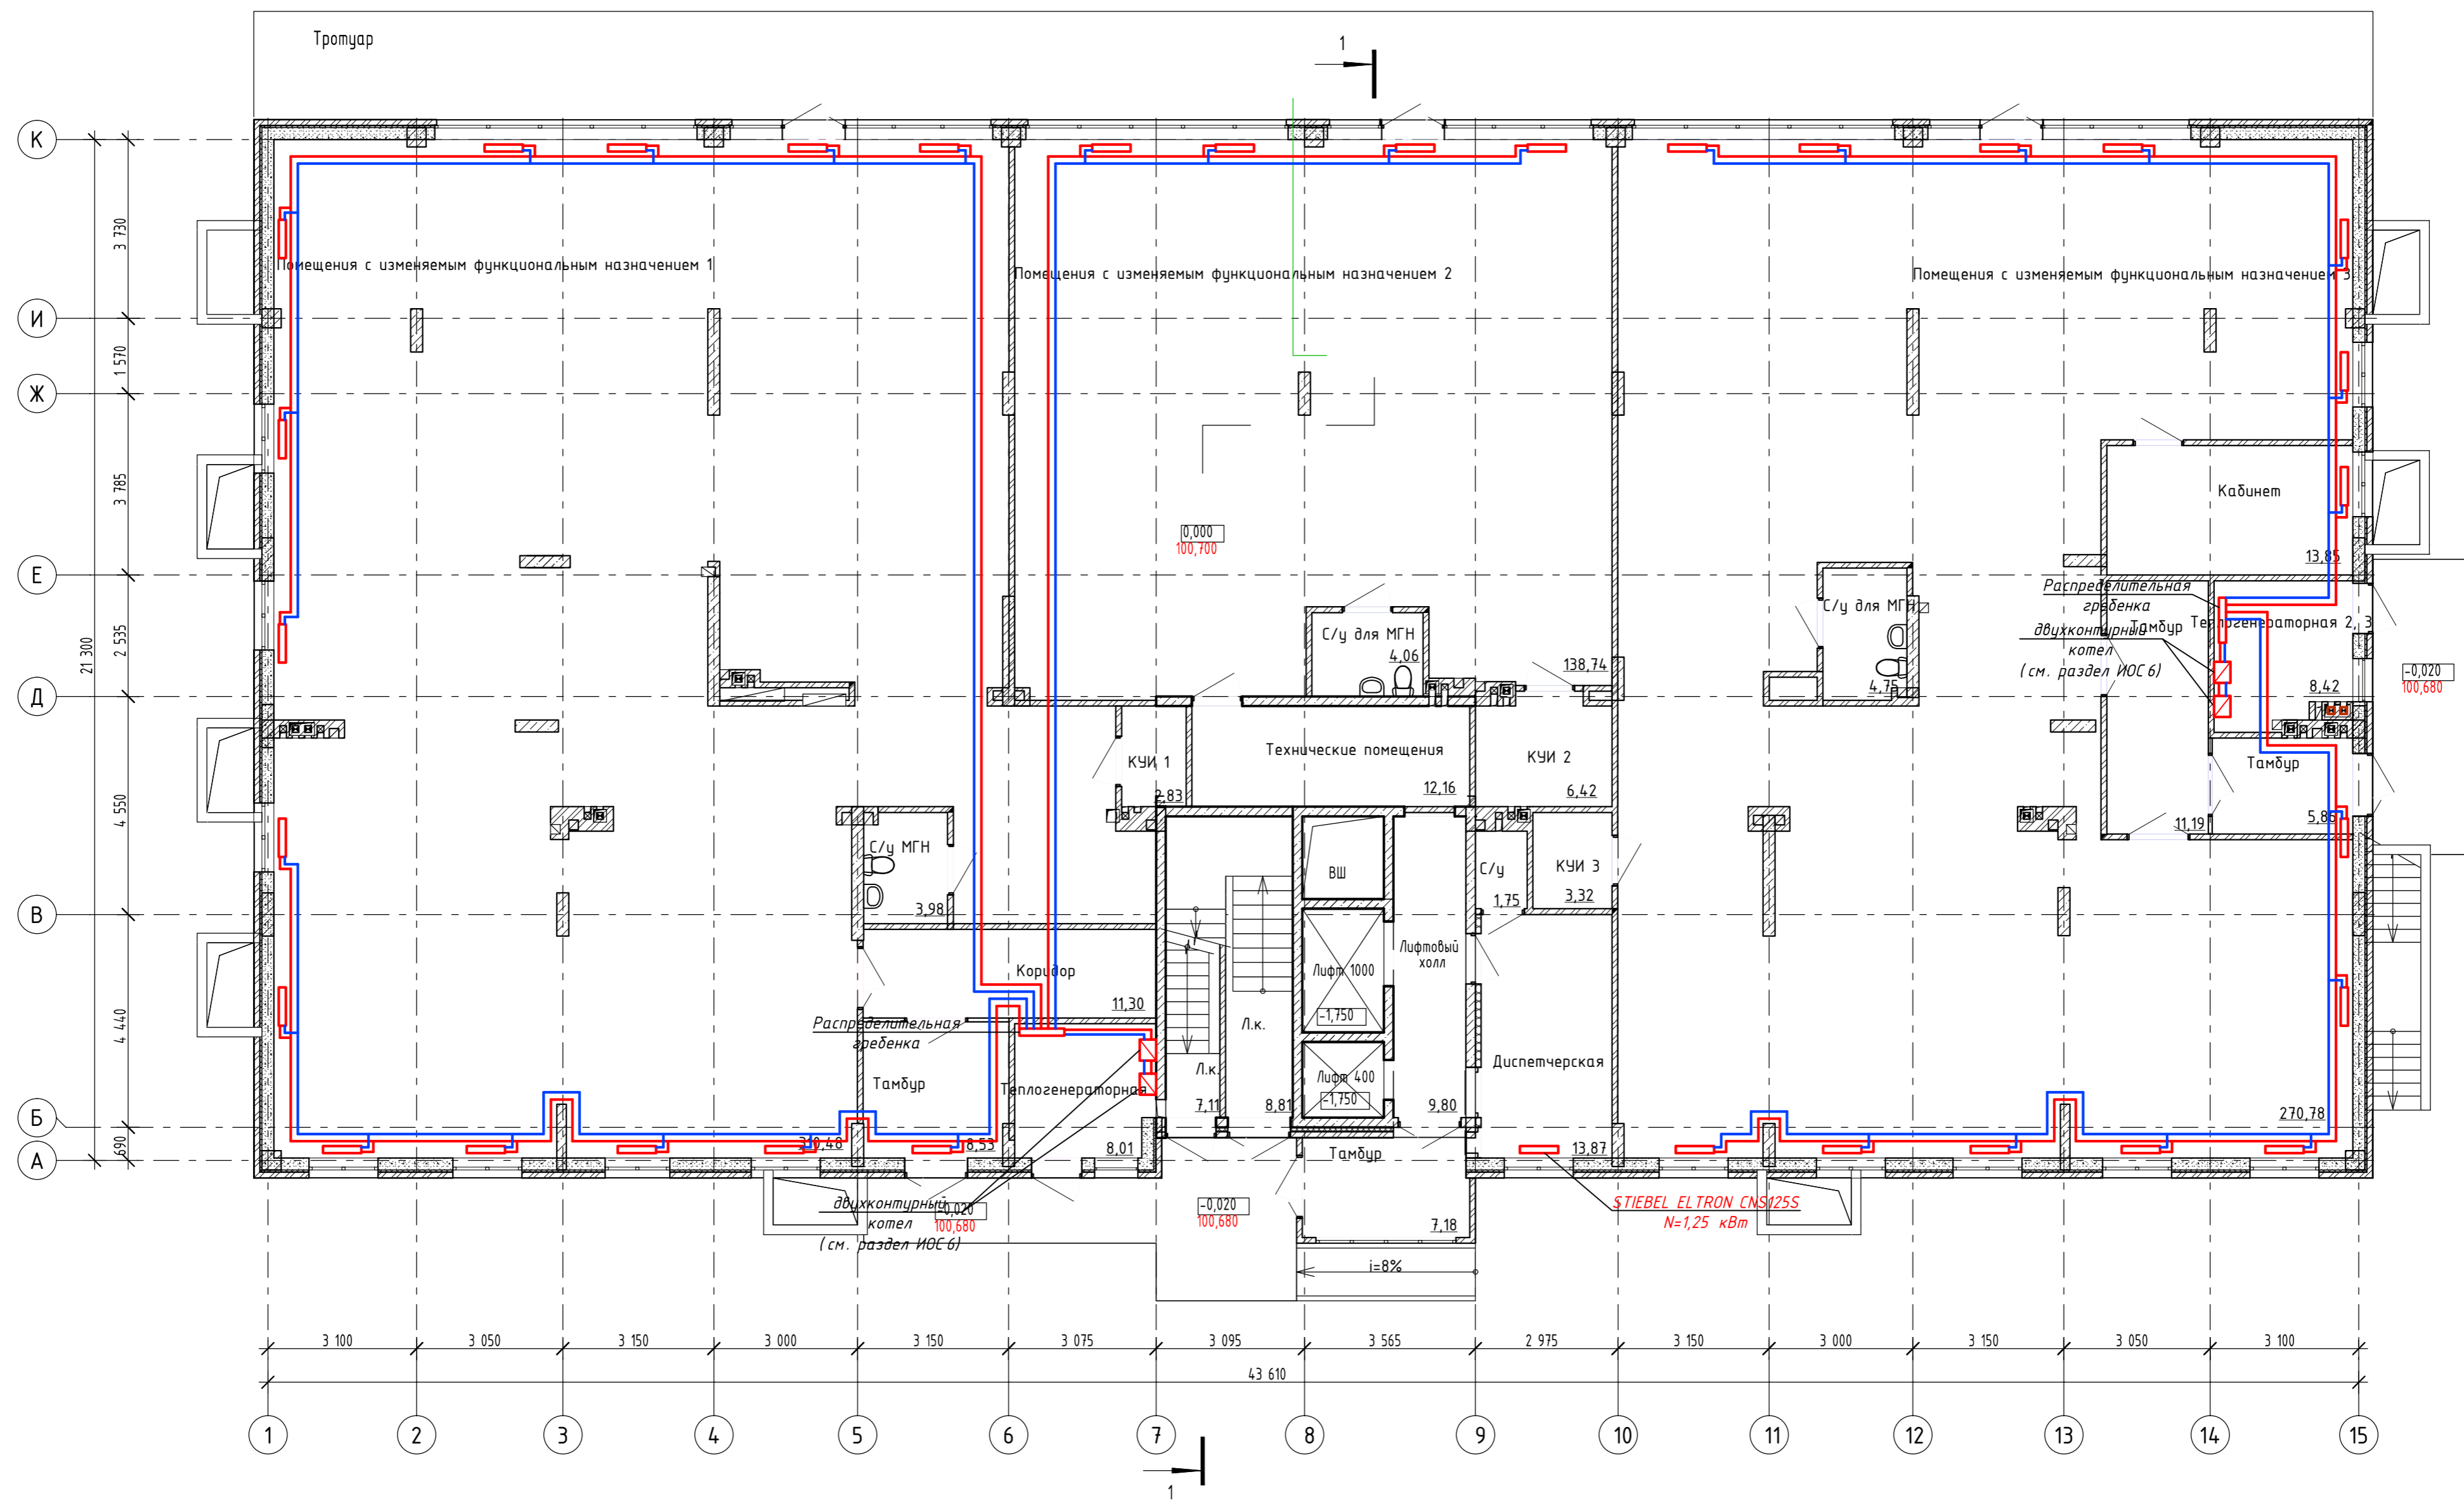 Тротуар
1
К
И
Ж
Е
Д
В
Б
А
3 730
1 570
3 785
2 535
4 550
4 440
690
21 300
Помещения с изменяемым функциональным назначением 1
Помещения с изменяемым функциональным назначением 2
Помещения с изменяемым функциональным назначением 3
Кабинет
13,85
0,000
100,700
С/у для МГН
4,06
138,74
С/у для МГН
4,75
Распределительная
гребенка
Тамбур
Теплогенераторная 2, 3
двухконтурный
котел
(см. раздел ИОС 6)
8,42
-0,020
100,680
КУИ 1
2,83
Технические помещения
12,16
КУИ 2
6,42
Тамбур
5,86
11,19
С/у МГН
3,98
ВШ
С/у
1,75
КУИ 3
3,32
Коридор
11,30
Лифт 1000
-1,750
Лифтовый
холл
Распределительная
гребенка
Л.к.
Тамбур
Теплогенераторная
Л.к.
Лифт 400
-1,750
Диспетчерская
7,11
8,81
9,80
270,78
310,48
8,53
8,01
Тамбур
13,87
двухконтурный
котел
(см. раздел ИОС 6)
-0,020
100,680
-0,020
100,680
7,18
STIEBEL ELTRON CNS125S
N=1,25 кВт
i=8%
3 100
3 050
3 150
3 000
3 150
3 075
3 095
3 565
2 975
3 150
3 000
3 150
3 050
3 100
43 610
1
2
3
4
5
6
7
8
9
10
11
12
13
14
15
1